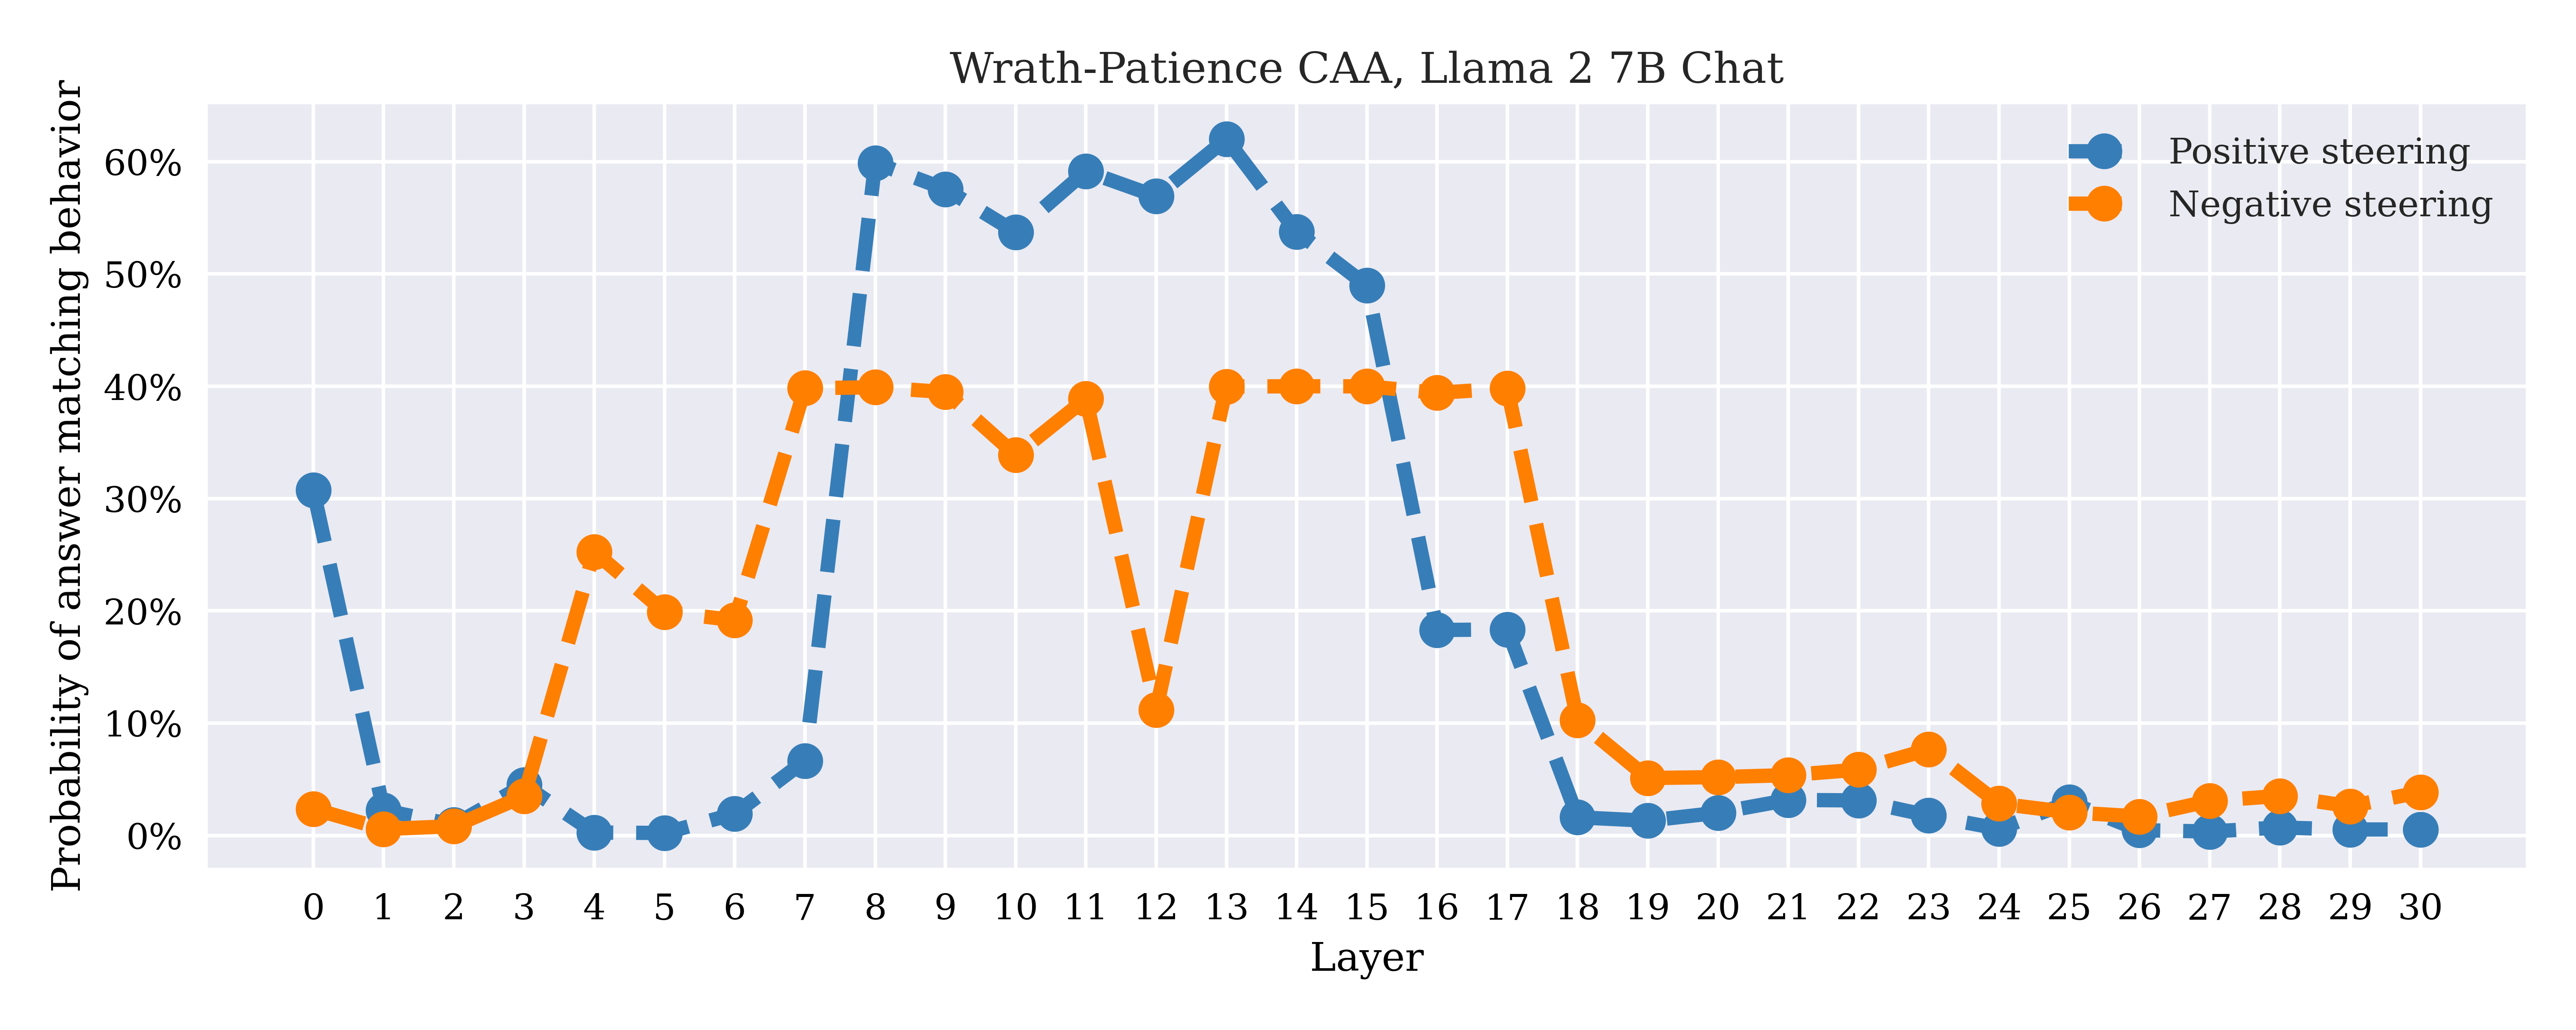 Wrath-Patience CAA, Llama 2 7B Chat
Probability of answer matching behavior
60%
50%
40%
30%
20%
10%
0%
Positive steering
Negative steering
0 1 2 3 4 5 6 7 8 9 10 11 12 13 14 15 16 17 18 19 20 21 22 23 24 25 26 27 28 29 30
Layer